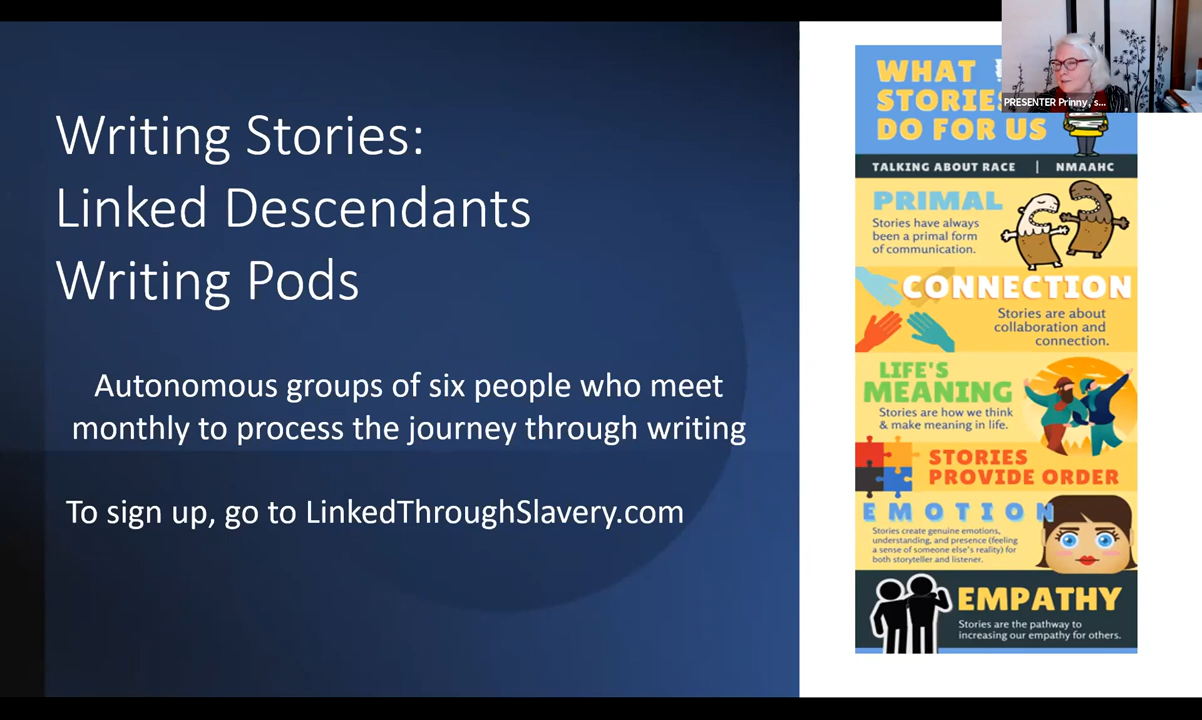 Writing Stories:
Linked Descendants
Writing Pods
Autonomous groups of six people who meet
monthly to process the journey through writing
To sign up, go to LinkedThroughSlavery.com
WHAT
STORIES
DO FOR US
PRESENTER Prinny, s...
TALKING ABOUT RACE | NMAAHC
PRIMAL
Stories have always
been a primal form
of communication.
CONNECTION
Stories are about
collaboration and
connection.
LIFE'S
MEANING
Stories are how we think
& make meaning in life.
STORIES
PROVIDE ORDER
EMOTION
Stories create genuine emotions,
understanding, and presence (feeling
a sense of someone else's reality) for
both storyteller and listener.
EMPATHY
Stories are the pathway to
increasing our empathy for others.